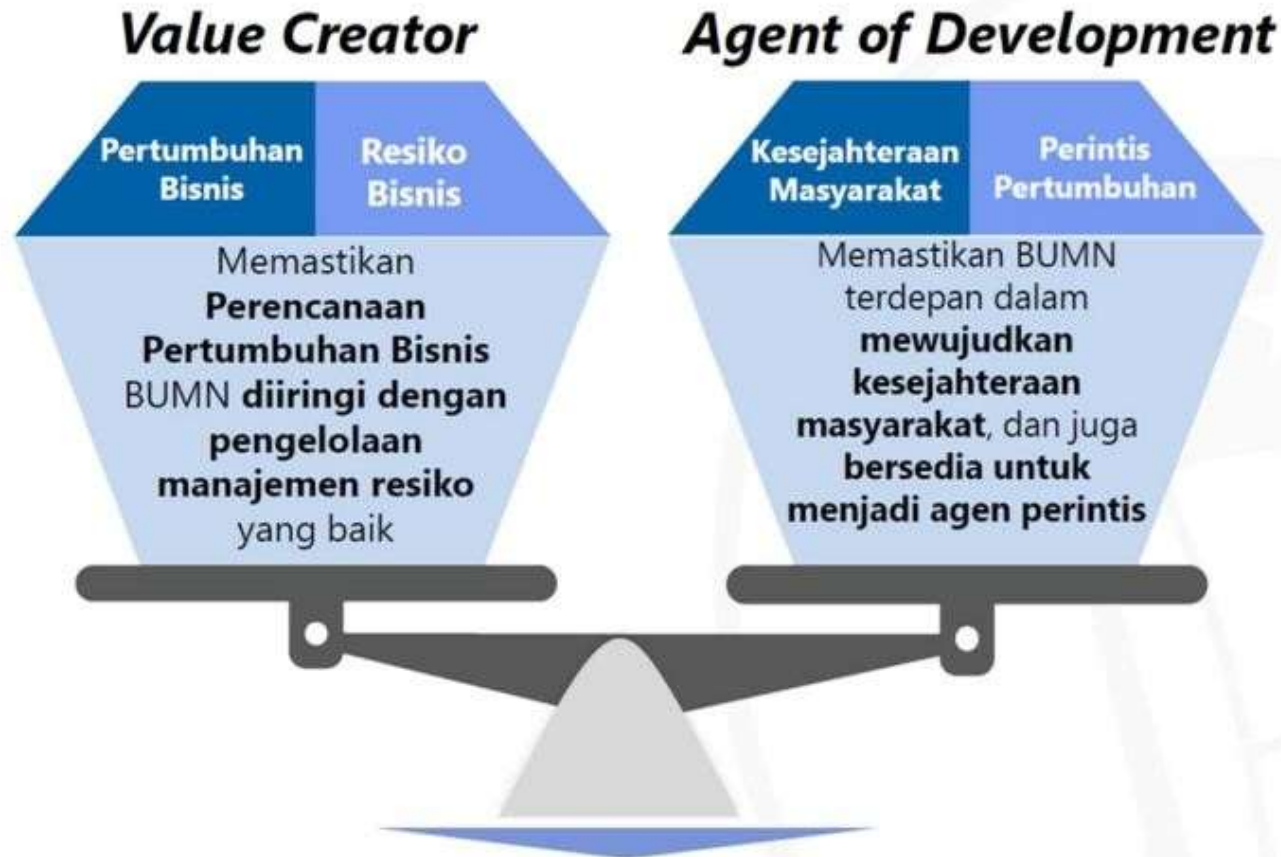 Value Creator
Pertumbuhan
Bisnis
Resiko
Bisnis
Memastikan
Perencanaan
Pertumbuhan Bisnis
BUMN diiringi dengan
pengelolaan
manajemen resiko
yang baik
Agent of Development
Kesejahteraan
Masyarakat
Perintis
Pertumbuhan
Memastikan BUMN
terdepan dalam
mewujudkan
kesejahteraan
masyarakat, dan juga
bersedia untuk
menjadi agen perintis